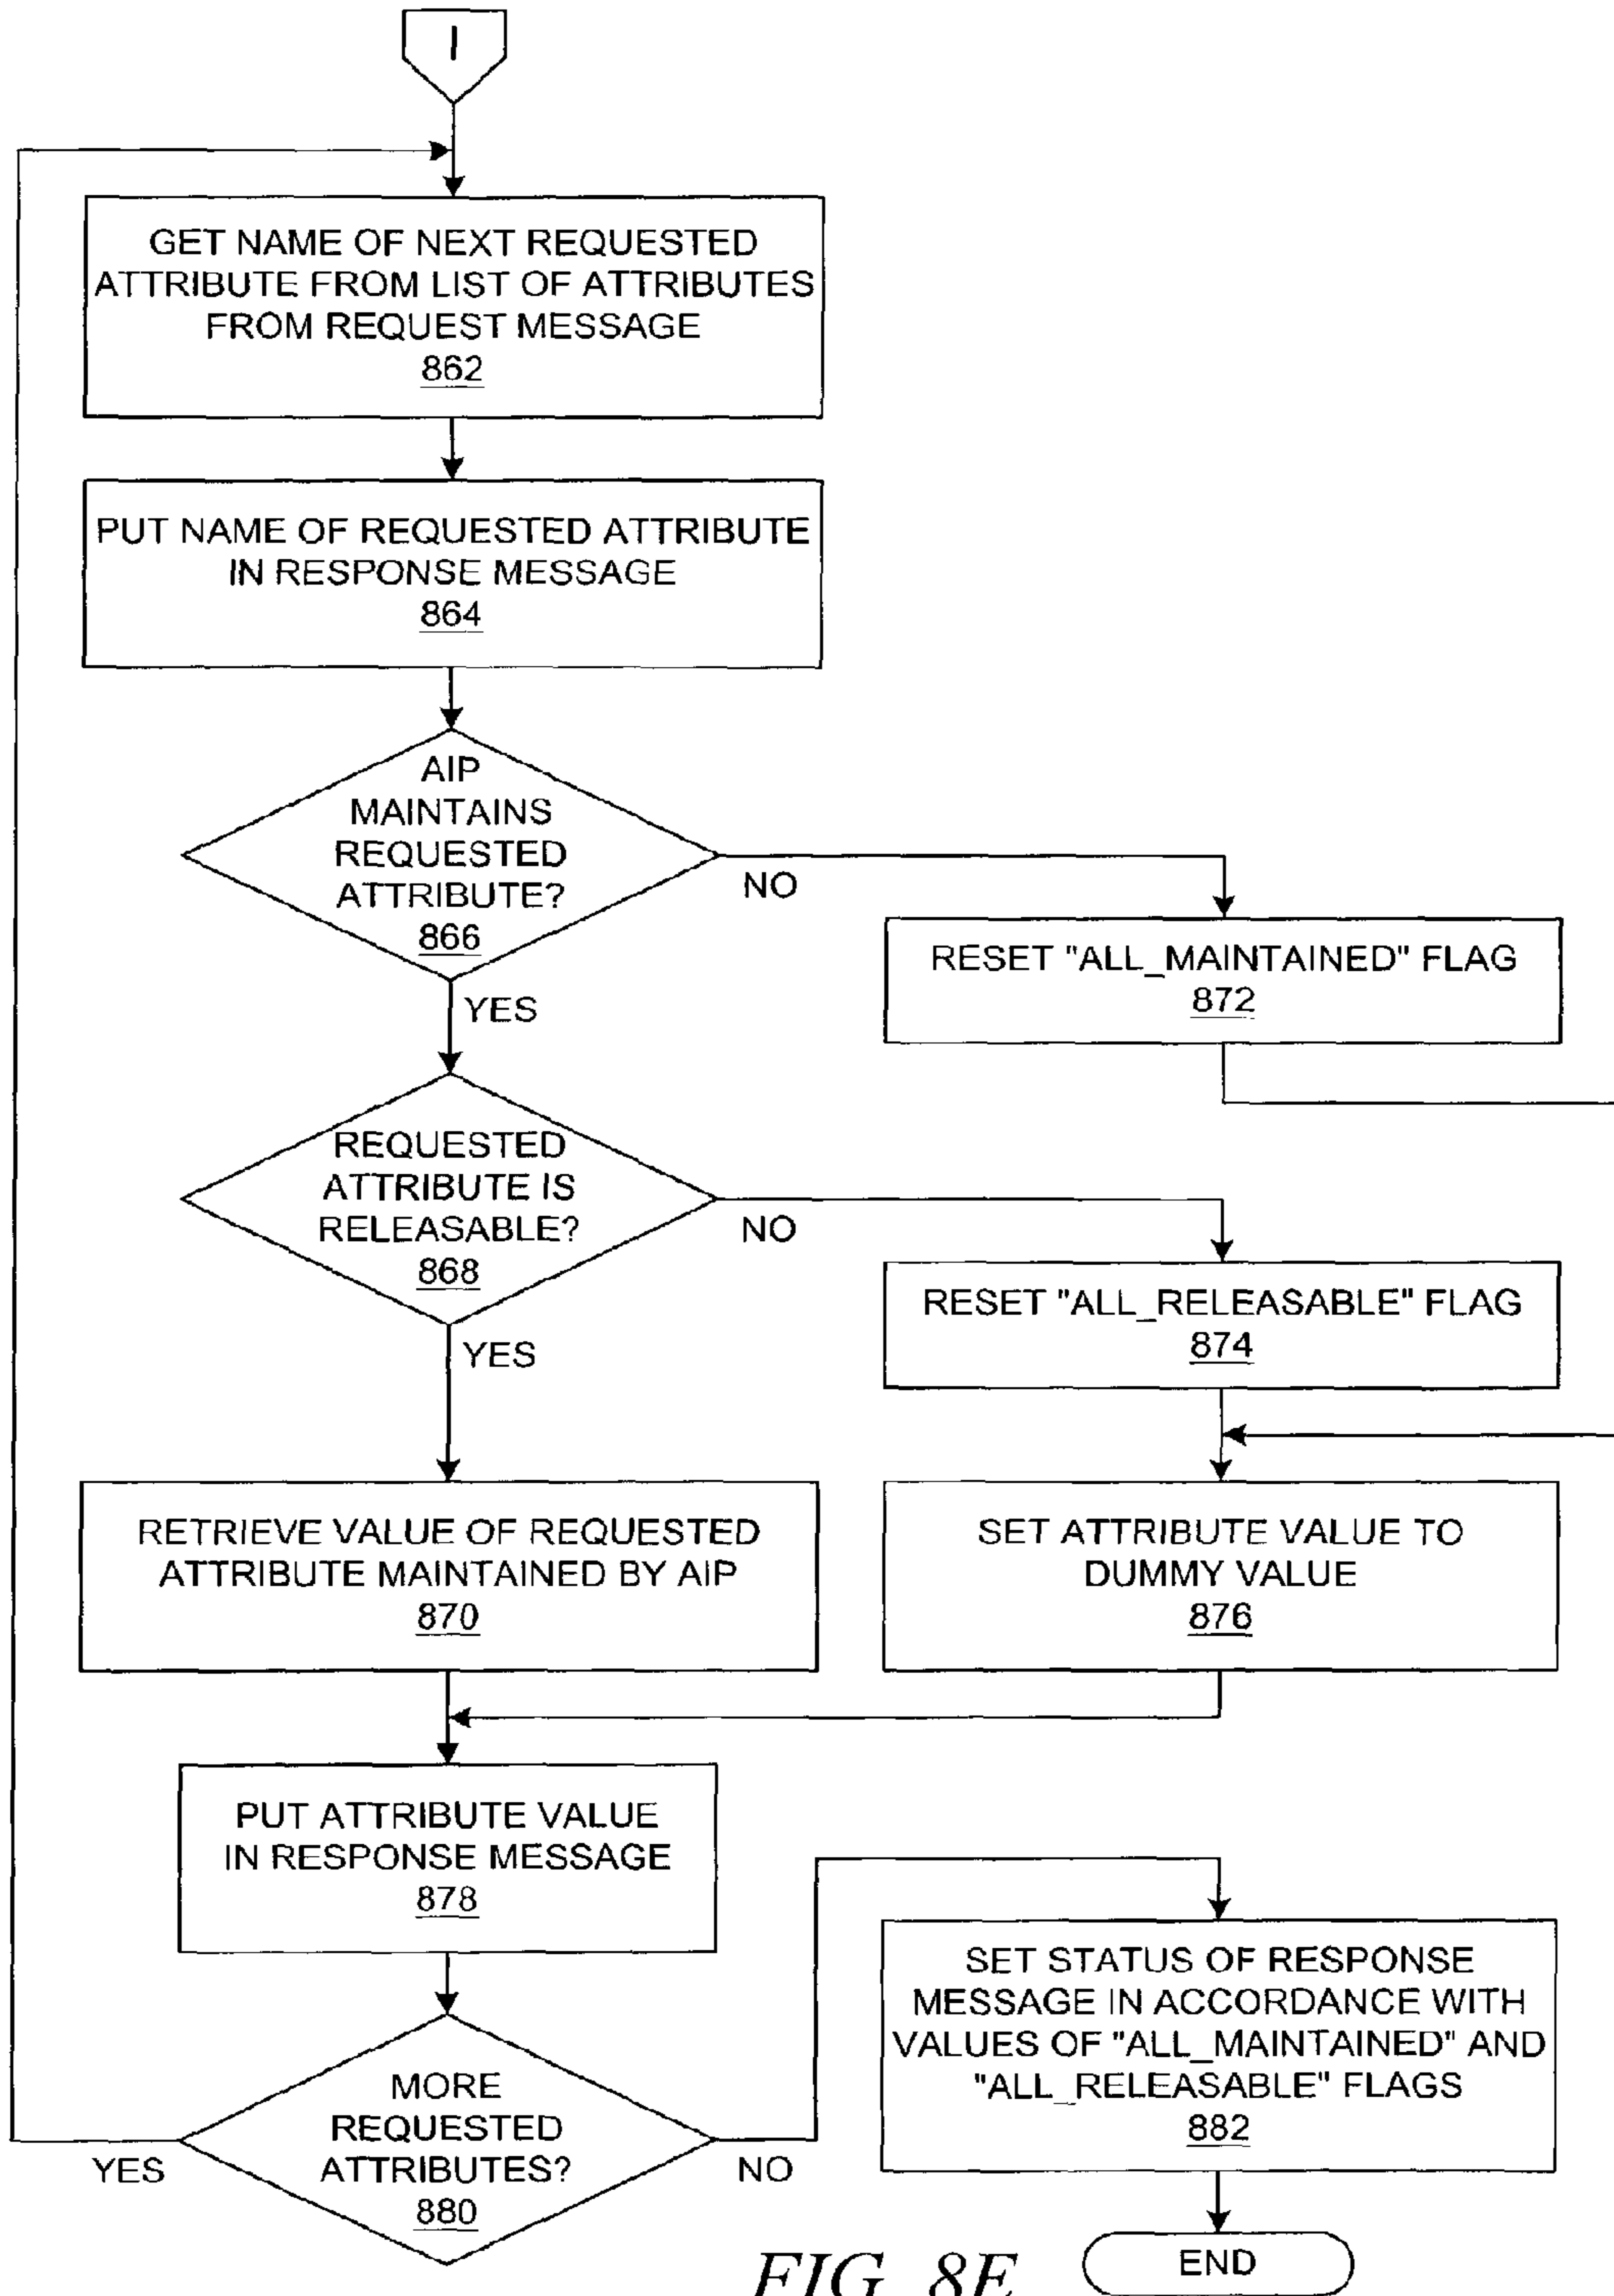 I
GET NAME OF NEXT REQUESTED
ATTRIBUTE FROM LIST OF ATTRIBUTES
FROM REQUEST MESSAGE
862
PUT NAME OF REQUESTED ATTRIBUTE
IN RESPONSE MESSAGE
864
AIP
MAINTAINS
REQUESTED
ATTRIBUTE?
866
NO
YES
RESET "ALL_MAINTAINED" FLAG
872
REQUESTED
ATTRIBUTE IS
RELEASABLE?
868
NO
YES
RESET "ALL_RELEASABLE" FLAG
874
RETRIEVE VALUE OF REQUESTED
ATTRIBUTE MAINTAINED BY AIP
870
SET ATTRIBUTE VALUE TO
DUMMY VALUE
876
PUT ATTRIBUTE VALUE
IN RESPONSE MESSAGE
878
MORE
REQUESTED
ATTRIBUTES?
880
YES
NO
SET STATUS OF RESPONSE
MESSAGE IN ACCORDANCE WITH
VALUES OF "ALL_MAINTAINED" AND
"ALL_RELEASABLE" FLAGS
882
END
FIG. 8E